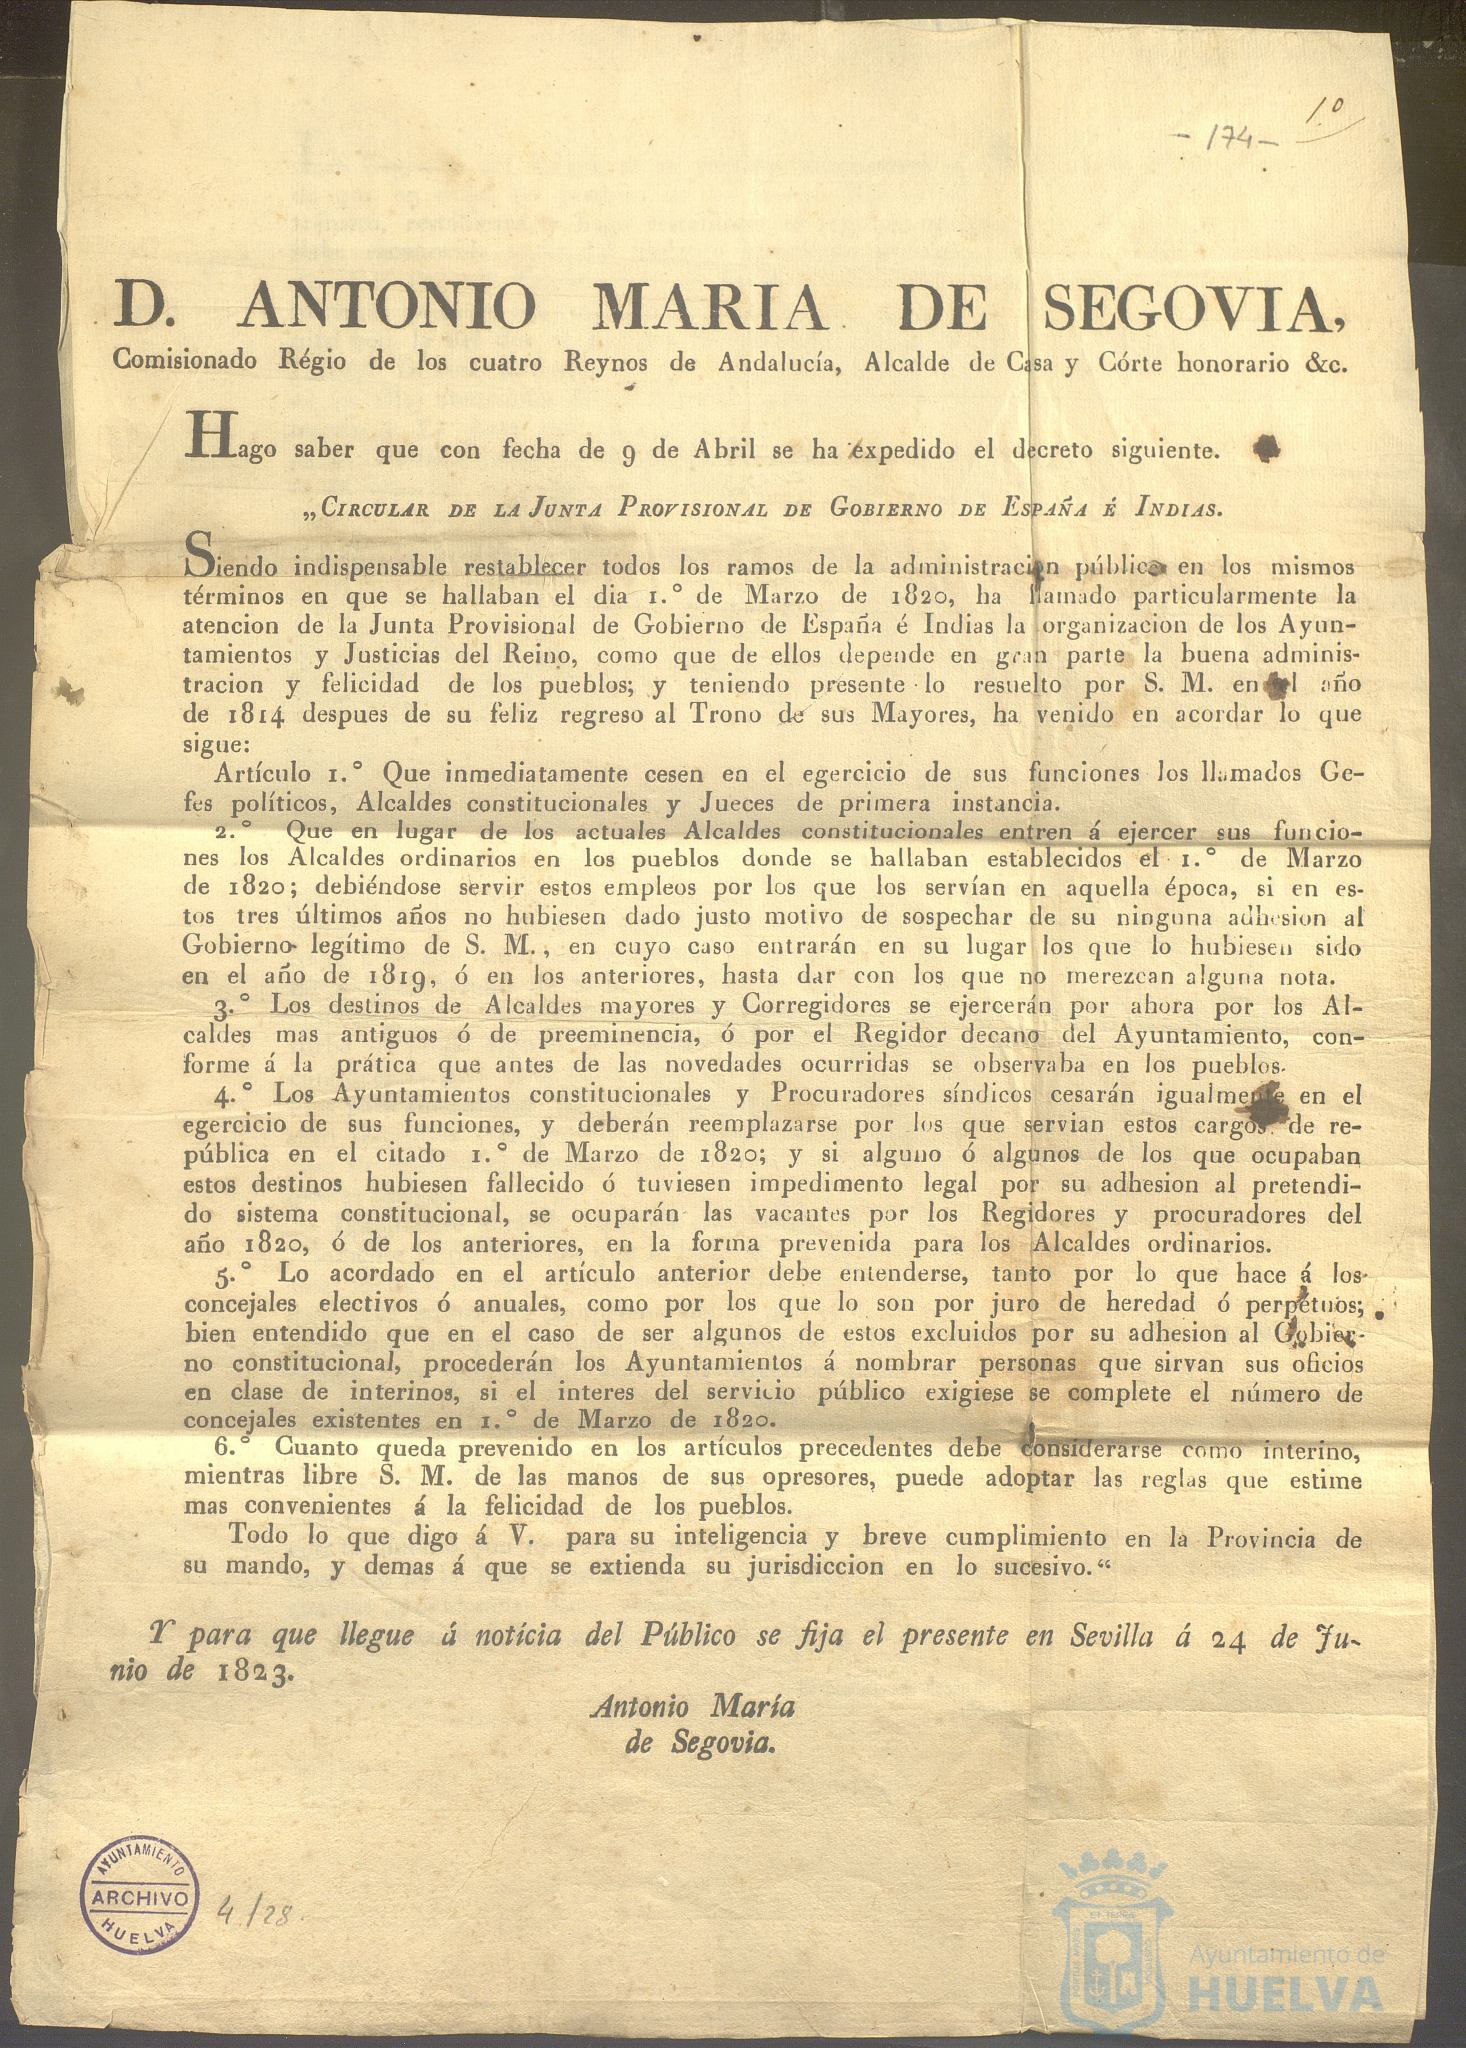 1.º
- 174 -
D. ANTONIO MARIA DE SEGOVIA,
Comisionado Régio de los cuatro Reynos de Andalucía, Alcalde de Casa y Córte honorario &c.
Hago saber que con fecha de 9 de Abril se ha expedido el decreto siguiente.
„CIRCULAR DE LA JUNTA PROVISIONAL DE GOBIERNO DE ESPAÑA É INDIAS.
Siendo indispensable restablecer todos los ramos de la administracion pública en los mismos
términos en que se hallaban el dia 1.º de Marzo de 1820, ha llamado particularmente la
atencion de la Junta Provisional de Gobierno de España é Indias la organizacion de los Ayun-
tamientos y Justicias del Reino, como que de ellos depende en gran parte la buena adminis-
tracion y felicidad de los pueblos; y teniendo presente lo resuelto por S. M. en el año
de 1814 despues de su feliz regreso al Trono de sus Mayores, ha venido en acordar lo que
sigue:
Artículo 1.º Que inmediatamente cesen en el egercicio de sus funciones los llamados Ge-
fes políticos, Alcaldes constitucionales y Jueces de primera instancia.
2.º Que en lugar de los actuales Alcaldes constitucionales entren á ejercer sus funcio-
nes los Alcaldes ordinarios en los pueblos donde se hallaban establecidos el 1.º de Marzo
de 1820; debiéndose servir estos empleos por los que los servían en aquella época, si en es-
tos tres últimos años no hubiesen dado justo motivo de sospechar de su ninguna adhesion al
Gobierno legítimo de S. M., en cuyo caso entrarán en su lugar los que lo hubiesen sido
en el año de 1819, ó en los anteriores, hasta dar con los que no merezcan alguna nota.
3.º Los destinos de Alcaldes mayores y Corregidores se ejercerán por ahora por los Al-
caldes mas antiguos ó de preeminencia, ó por el Regidor decano del Ayuntamiento, con-
forme á la prática que antes de las novedades ocurridas se observaba en los pueblos.
4.º Los Ayuntamientos constitucionales y Procuradores síndicos cesarán igualmente en el
egercicio de sus funciones, y deberán reemplazarse por los que servian estos cargos de re-
pública en el citado 1.º de Marzo de 1820; y si alguno ó algunos de los que ocupaban
estos destinos hubiesen fallecido ó tuviesen impedimento legal por su adhesion al pretendi-
do sistema constitucional, se ocuparán las vacantes por los Regidores y procuradores del
año 1820, ó de los anteriores, en la forma prevenida para los Alcaldes ordinarios.
5.º Lo acordado en el artículo anterior debe entenderse, tanto por lo que hace á los
concejales electivos ó anuales, como por los que lo son por juro de heredad ó perpétuos;
bien entendido que en el caso de ser algunos de estos excluidos por su adhesion al Gobier-
no constitucional, procederán los Ayuntamientos á nombrar personas que sirvan sus oficios
en clase de interinos, si el interes del servicio público exigiese se complete el número de
concejales existentes en 1.º de Marzo de 1820.
6.º Cuanto queda prevenido en los artículos precedentes debe considerarse como interino,
mientras libre S. M. de las manos de sus opresores, puede adoptar las reglas que estime
mas convenientes á la felicidad de los pueblos.
Todo lo que digo á V. para su inteligencia y breve cumplimiento en la Provincia de
su mando, y demas á que se extienda su jurisdiccion en lo sucesivo.“
Y para que llegue á notícia del Público se fija el presente en Sevilla á 24 de Ju-
nio de 1823.
Antonio María
de Segovia.
AYUNTAMIENTO
ARCHIVO
HUELVA
4/28.
Ayuntamiento de
HUELVA